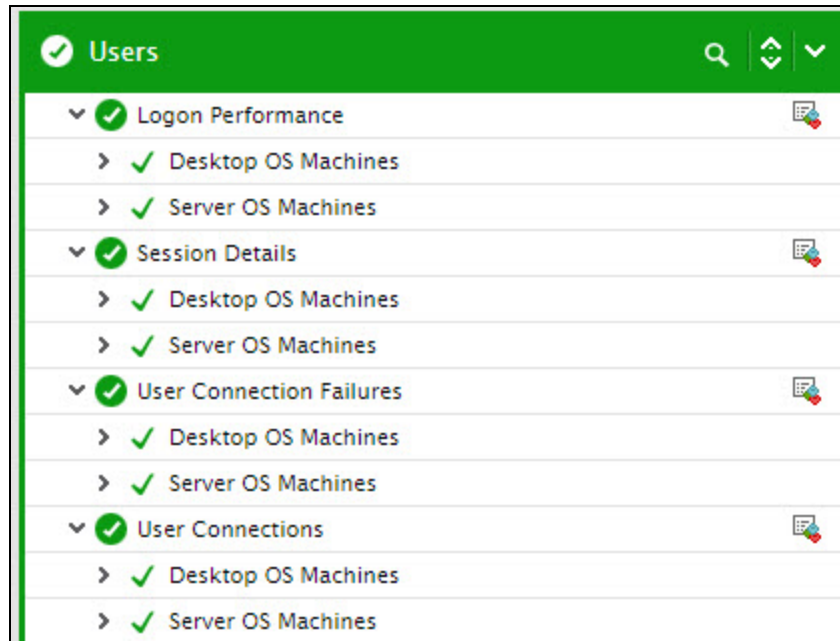 Users
Logon Performance
Desktop OS Machines
Server OS Machines
Session Details
Desktop OS Machines
Server OS Machines
User Connection Failures
Desktop OS Machines
Server OS Machines
User Connections
Desktop OS Machines
Server OS Machines